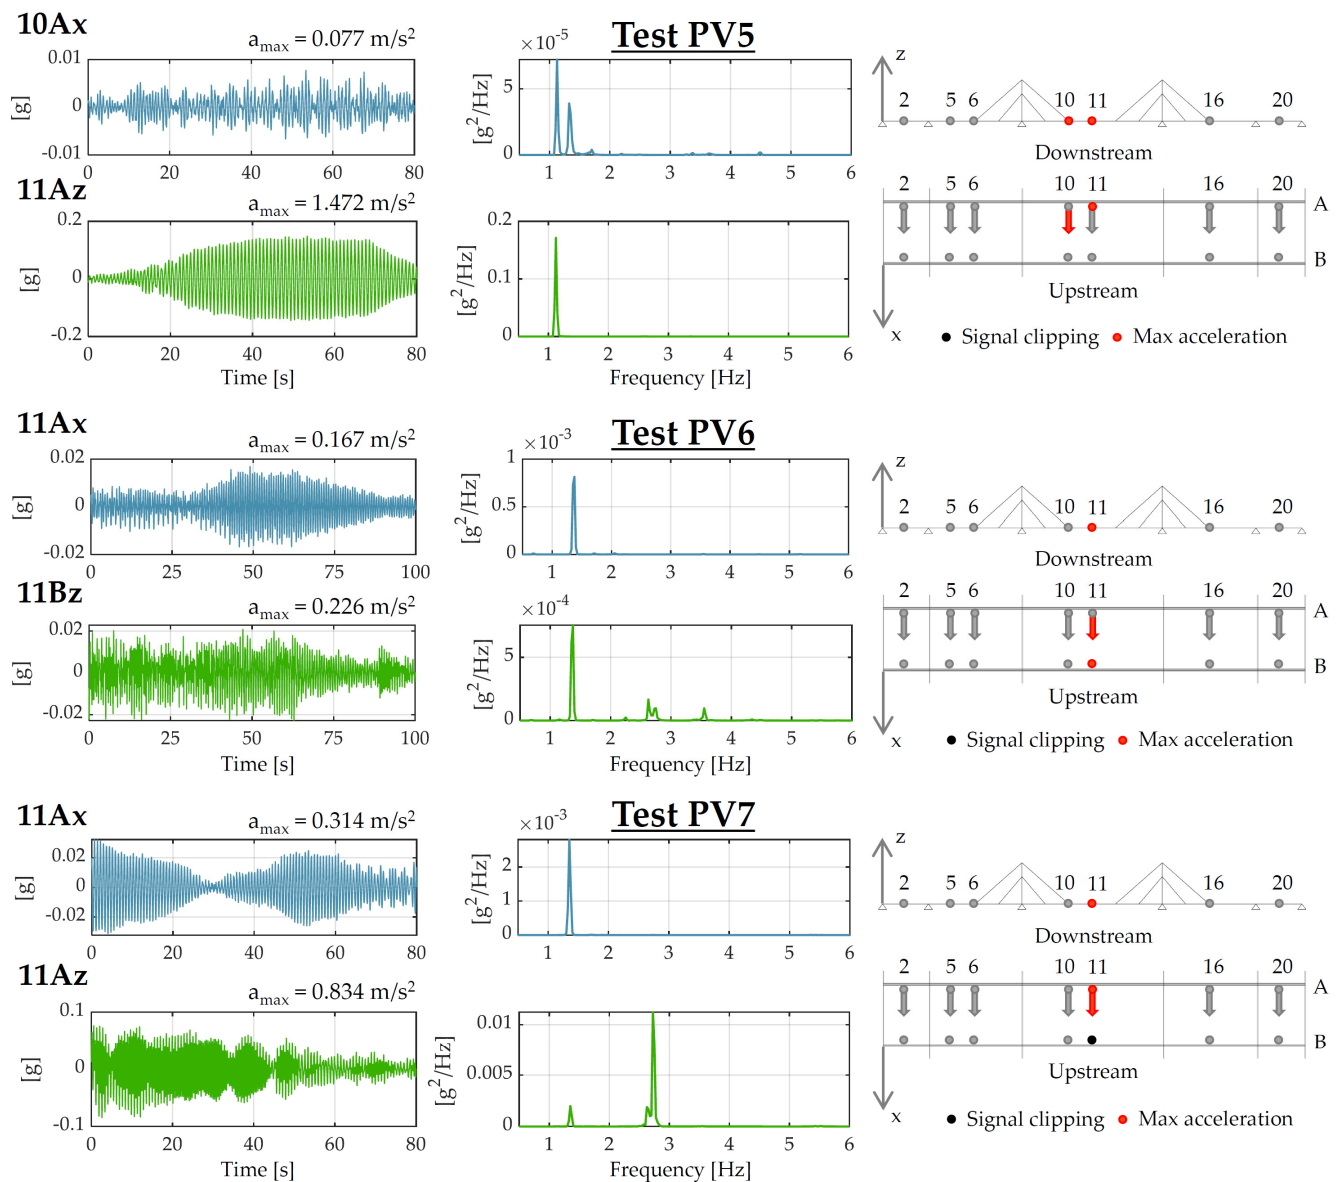 10Ax
a_max = 0.077 m/s²
Test PV5
0.01
0
-0.01
[g]
0 20 40 60 80
×10⁻⁵
5
0
[g²/Hz]
1 2 3 4 5 6
z
2 5 6 10 11 16 20
Downstream
11Az
a_max = 1.472 m/s²
0.2
0
-0.2
[g]
0 20 40 60 80
Time [s]
0.2
0.1
0
[g²/Hz]
1 2 3 4 5 6
Frequency [Hz]
2 5 6 10 11 16 20
A
B
Upstream
x
Signal clipping Max acceleration
11Ax
a_max = 0.167 m/s²
Test PV6
0.02
0
-0.02
[g]
0 25 50 75 100
×10⁻³
1
0.5
0
[g²/Hz]
1 2 3 4 5 6
z
2 5 6 10 11 16 20
Downstream
11Bz
a_max = 0.226 m/s²
0.02
0
-0.02
[g]
0 25 50 75 100
Time [s]
×10⁻⁴
5
0
[g²/Hz]
1 2 3 4 5 6
Frequency [Hz]
2 5 6 10 11 16 20
A
B
Upstream
x
Signal clipping Max acceleration
11Ax
a_max = 0.314 m/s²
Test PV7
0.02
0
-0.02
[g]
0 20 40 60 80
×10⁻³
2
1
0
[g²/Hz]
1 2 3 4 5 6
z
2 5 6 10 11 16 20
Downstream
11Az
a_max = 0.834 m/s²
0.1
0
-0.1
[g]
0 20 40 60 80
Time [s]
0.01
0.005
0
[g²/Hz]
1 2 3 4 5 6
Frequency [Hz]
2 5 6 10 11 16 20
A
B
Upstream
x
Signal clipping Max acceleration